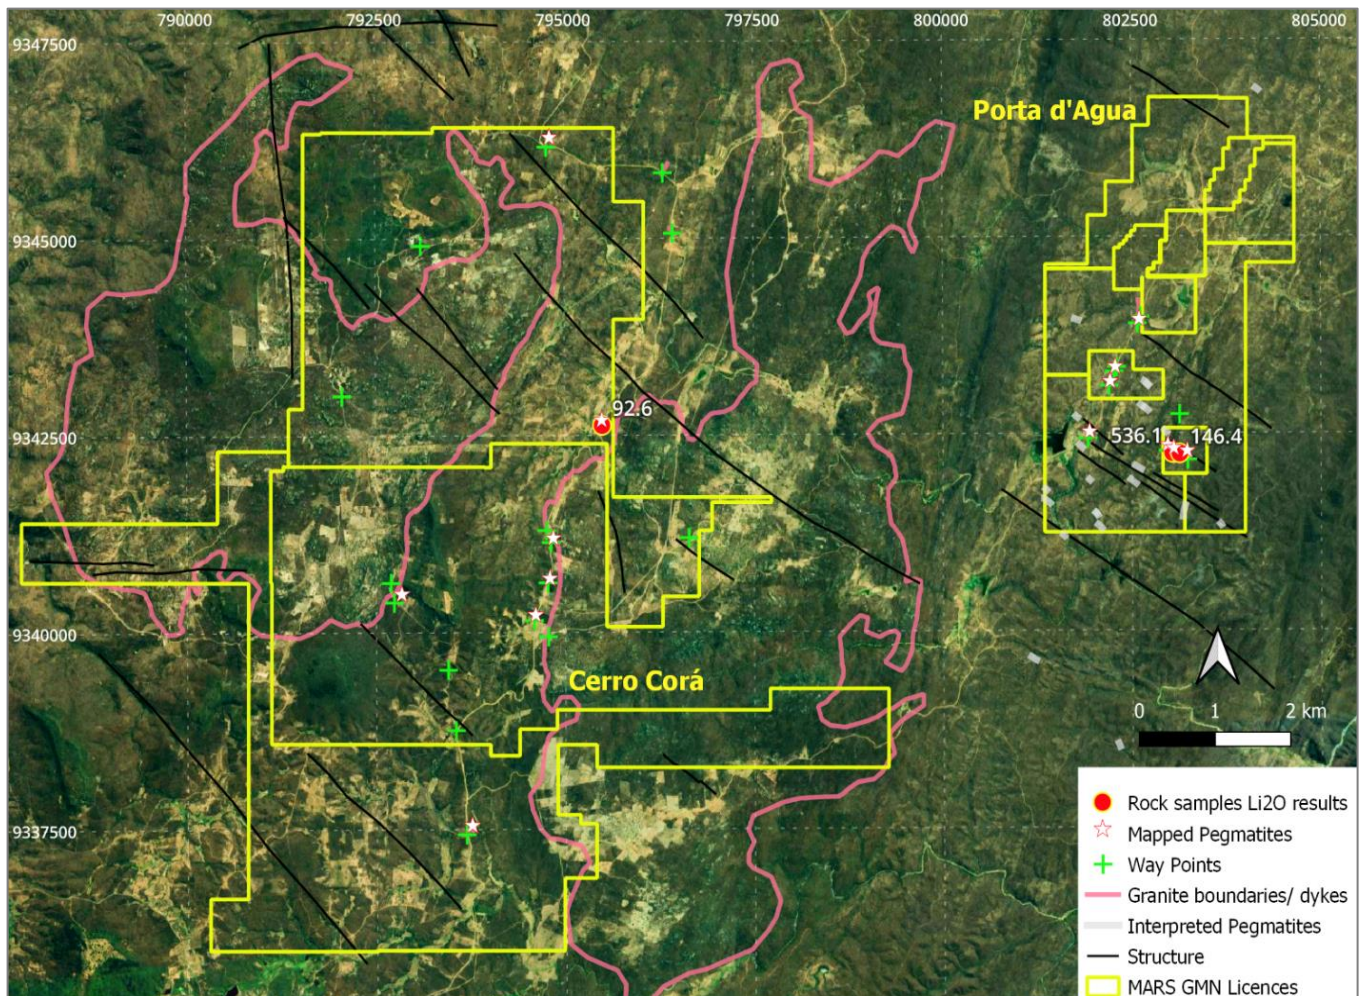 790000 792500 795000 797500 800000 802500 805000
9347500
Porta d'Agua
9345000
92.6
9342500
536.1 146.4
9340000
Cerro Corá
0 1 2 km
9337500
Rock samples Li2O results
Mapped Pegmatites
Way Points
Granite boundaries/ dykes
Interpreted Pegmatites
Structure
MARS GMN Licences